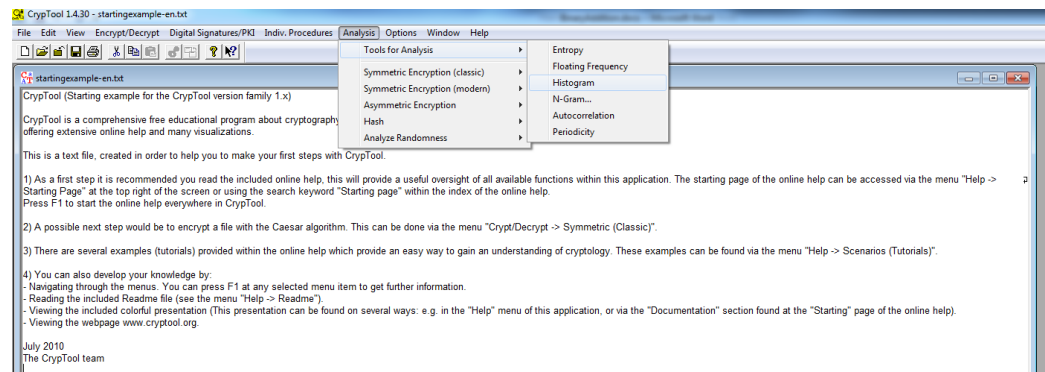 CrypTool 1.4.30 - startingexample-en.txt
File Edit View Encrypt/Decrypt Digital Signatures/PKI Indiv. Procedures Analysis Options Window Help
Tools for Analysis
Symmetric Encryption (classic)
Symmetric Encryption (modern)
Asymmetric Encryption
Hash
Analyze Randomness
Entropy
Floating Frequency
Histogram
N-Gram...
Autocorrelation
Periodicity
startingexample-en.txt
CrypTool (Starting example for the CrypTool version family 1.x)
CrypTool is a comprehensive free educational program about cryptography
offering extensive online help and many visualizations.
This is a text file, created in order to help you to make your first steps with CrypTool.
1) As a first step it is recommended you read the included online help, this will provide a useful oversight of all available functions within this application. The starting page of the online help can be accessed via the menu "Help ->
Starting Page" at the top right of the screen or using the search keyword "Starting page" within the index of the online help.
Press F1 to start the online help everywhere in CrypTool.
2) A possible next step would be to encrypt a file with the Caesar algorithm. This can be done via the menu "Crypt/Decrypt -> Symmetric (Classic)".
3) There are several examples (tutorials) provided within the online help which provide an easy way to gain an understanding of cryptology. These examples can be found via the menu "Help -> Scenarios (Tutorials)".
4) You can also develop your knowledge by:
- Navigating through the menus. You can press F1 at any selected menu item to get further information.
- Reading the included Readme file (see the menu "Help -> Readme").
- Viewing the included colorful presentation (This presentation can be found on several ways: e.g. in the "Help" menu of this application, or via the "Documentation" section found at the "Starting" page of the online help).
- Viewing the webpage www.cryptool.org.
July 2010
The CrypTool team